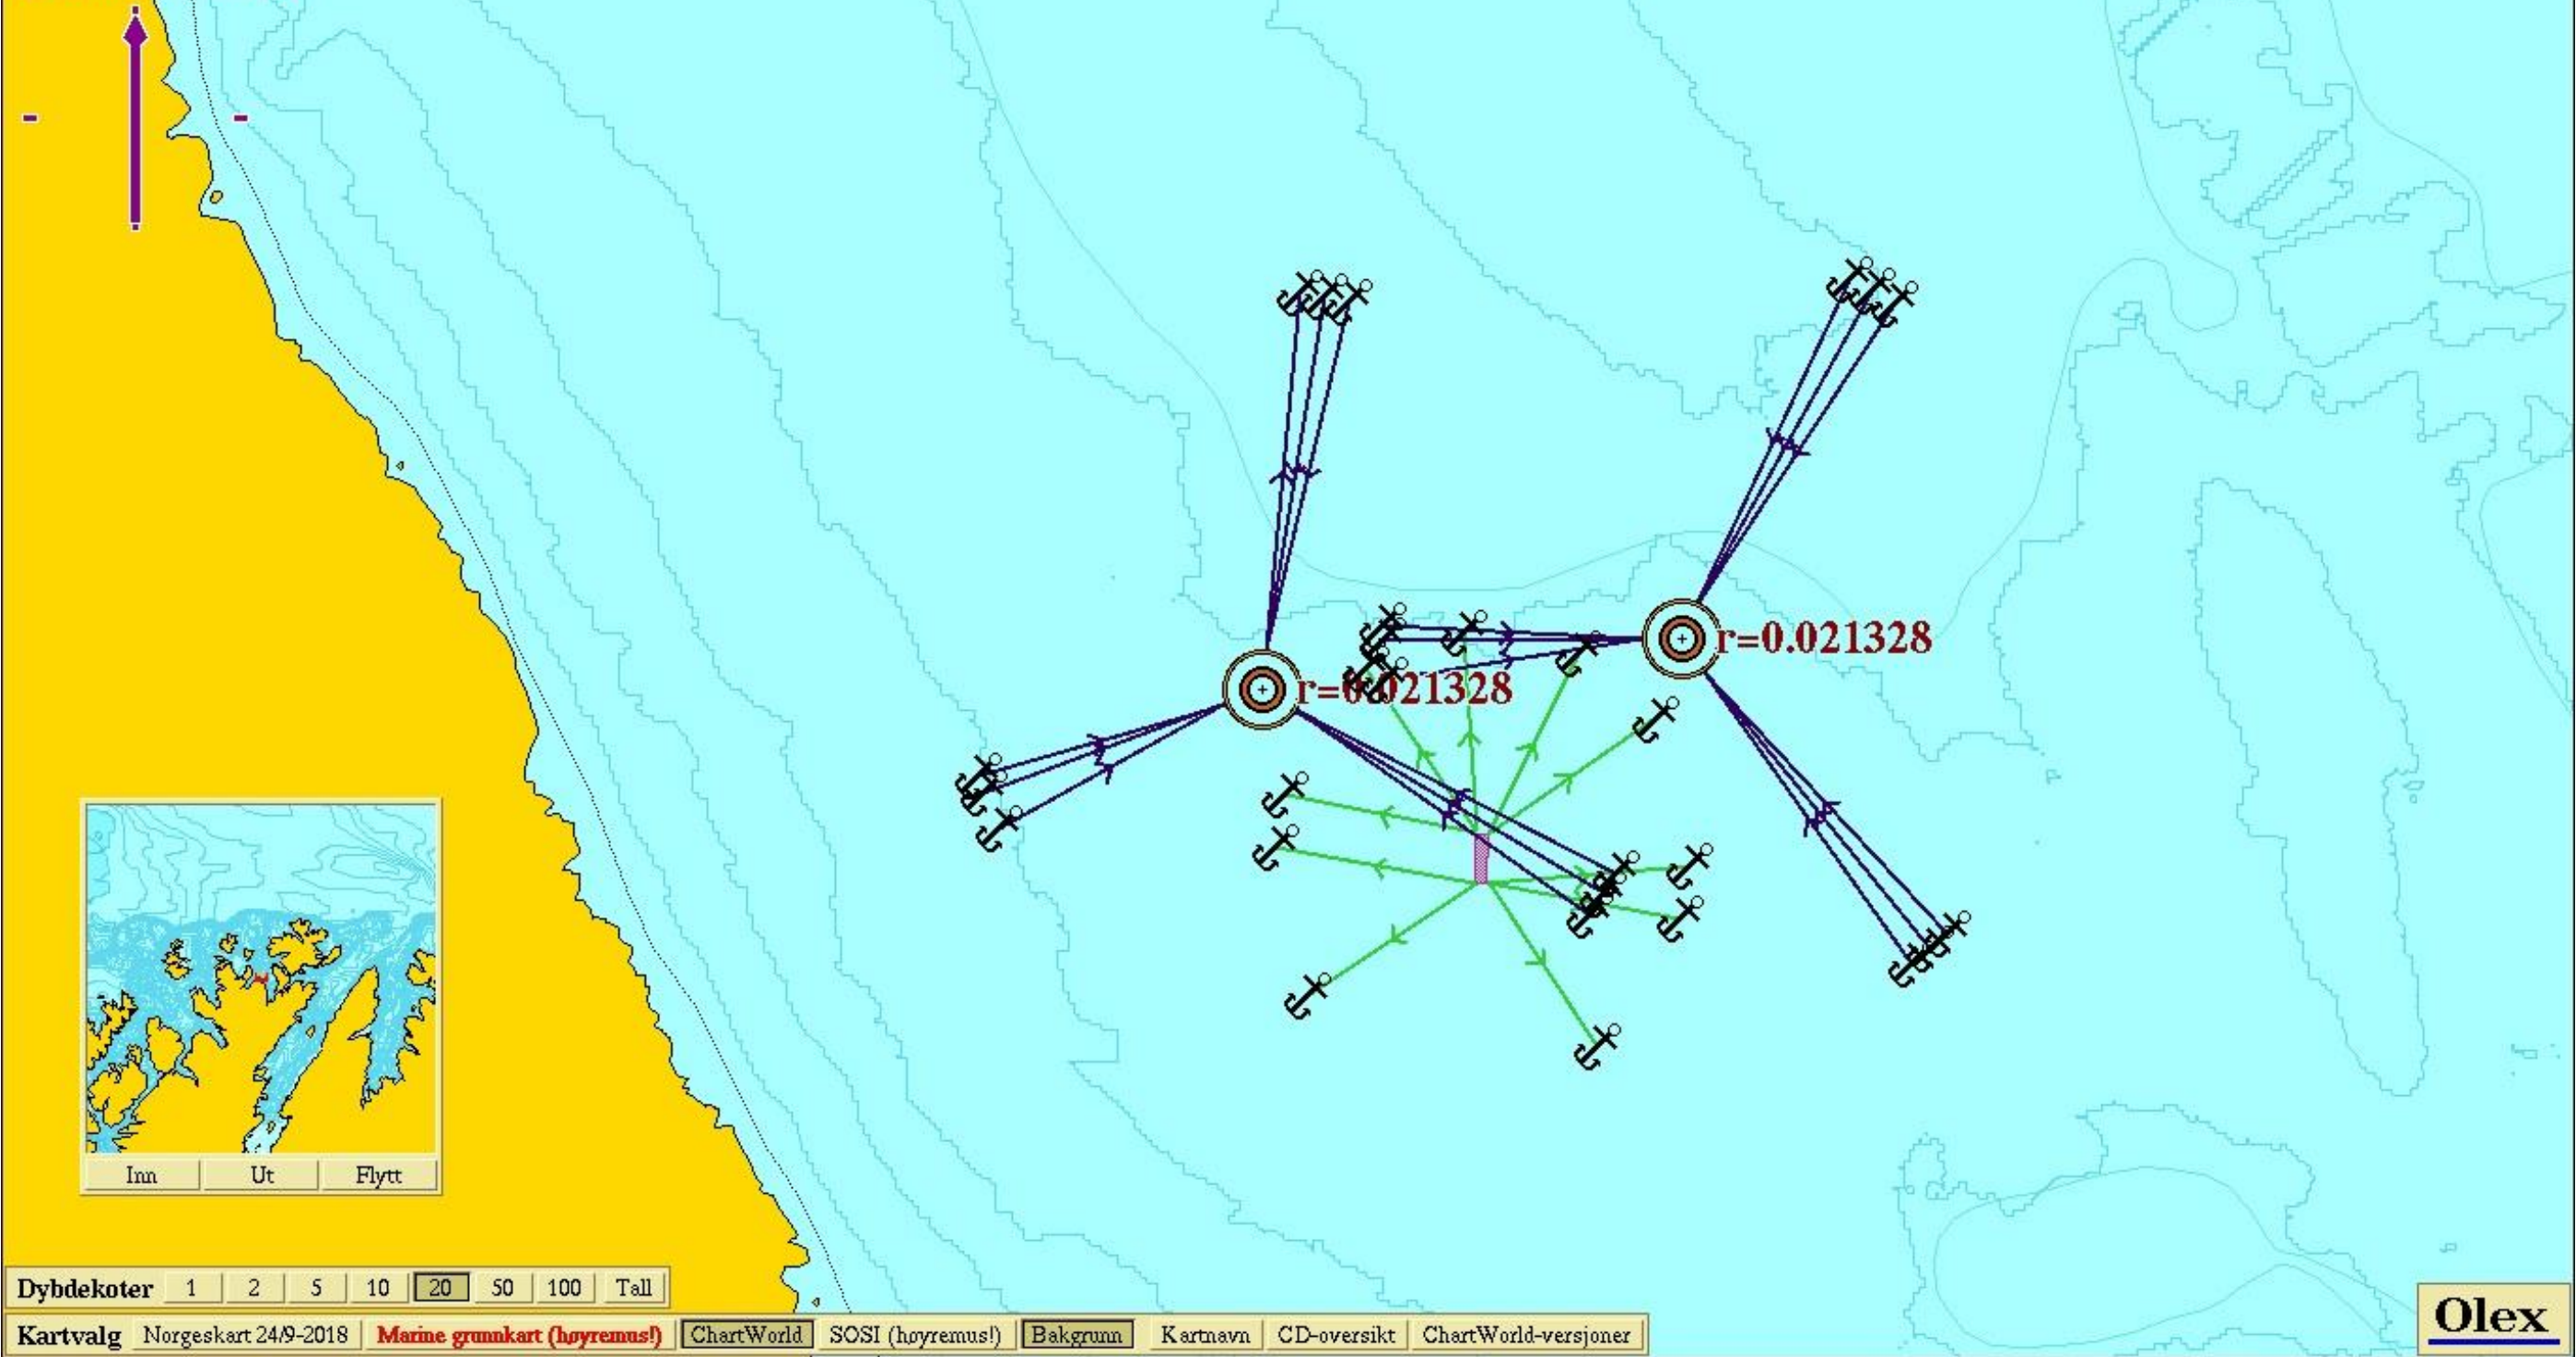 r=0.021328
r=0.021328
Inn Ut Flytt
Dybdekoter 1 2 5 10 20 50 100 Tall
Kartvalg Norgeskart 24/9-2018 Marine grunnkart (høyremus!) ChartWorld SOSI (høyremus!) Bakgrunn Kartnavn CD-oversikt ChartWorld-versjoner
Olex